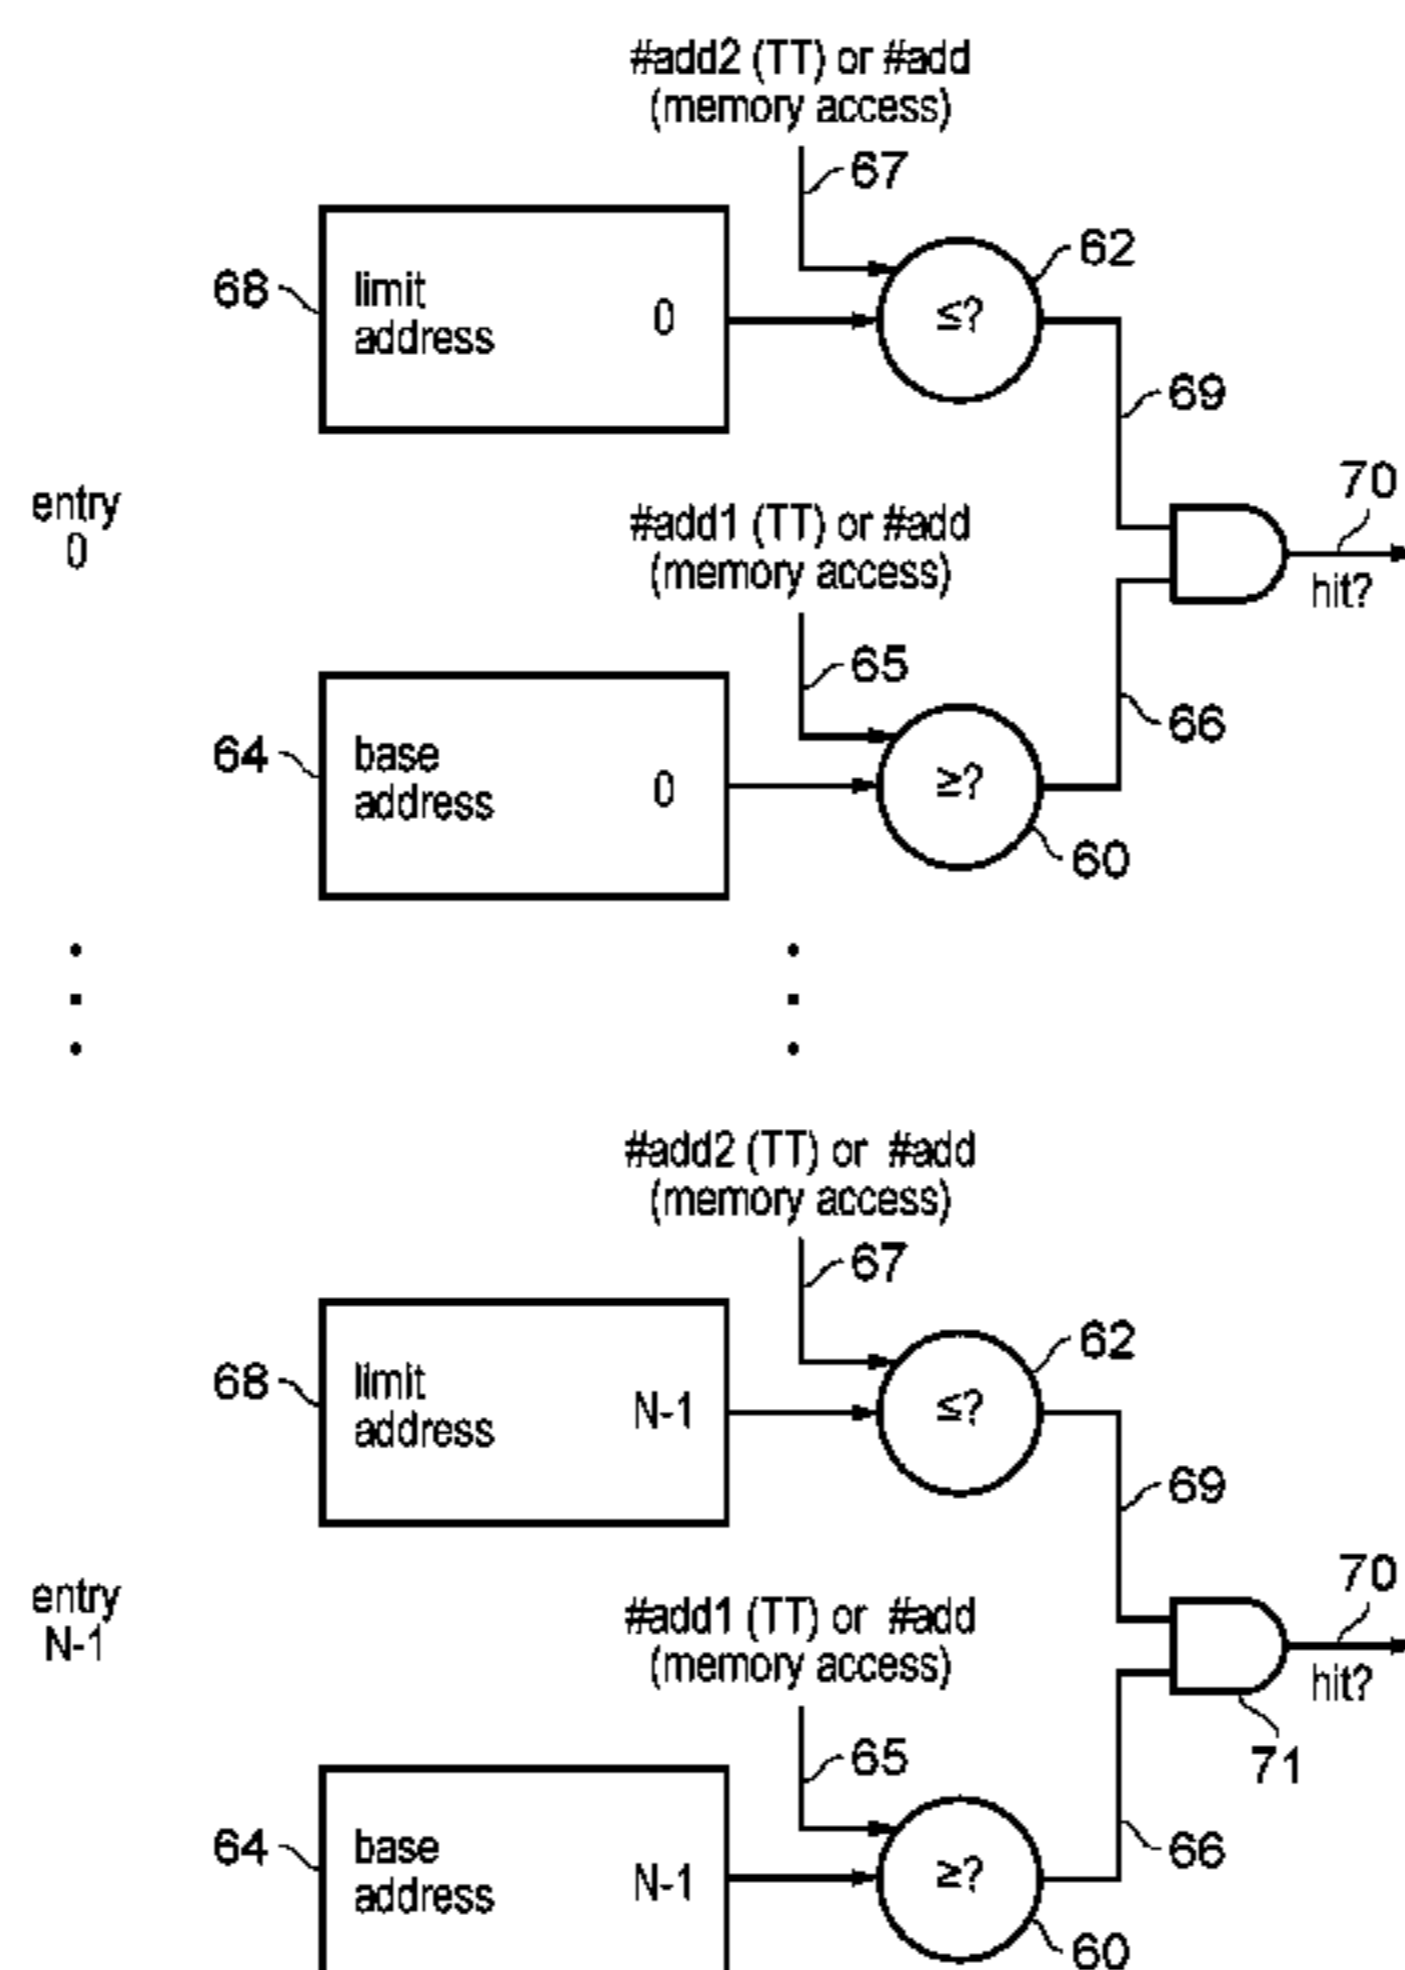 #add2 (TT) or #add
(memory access)
67
62
68
limit
address
0
≤?
69
entry
0
#add1 (TT) or #add
(memory access)
70
hit?
65
66
64
base
address
0
≥?
60
#add2 (TT) or #add
(memory access)
67
62
68
limit
address
N-1
≤?
69
entry
N-1
#add1 (TT) or #add
(memory access)
70
hit?
71
65
66
64
base
address
N-1
≥?
60